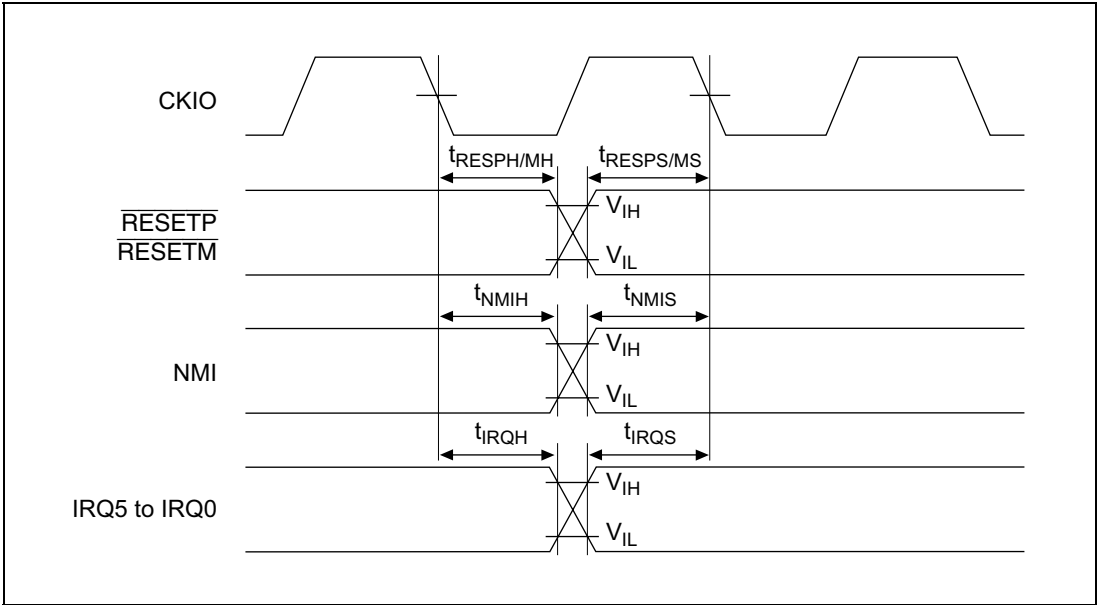 CKIO
tRESPH/MH tRESPS/MS
RESETP
RESETM
VIH
VIL
tNMIH tNMIS
NMI
VIH
VIL
tIRQH tIRQS
IRQ5 to IRQ0
VIH
VIL